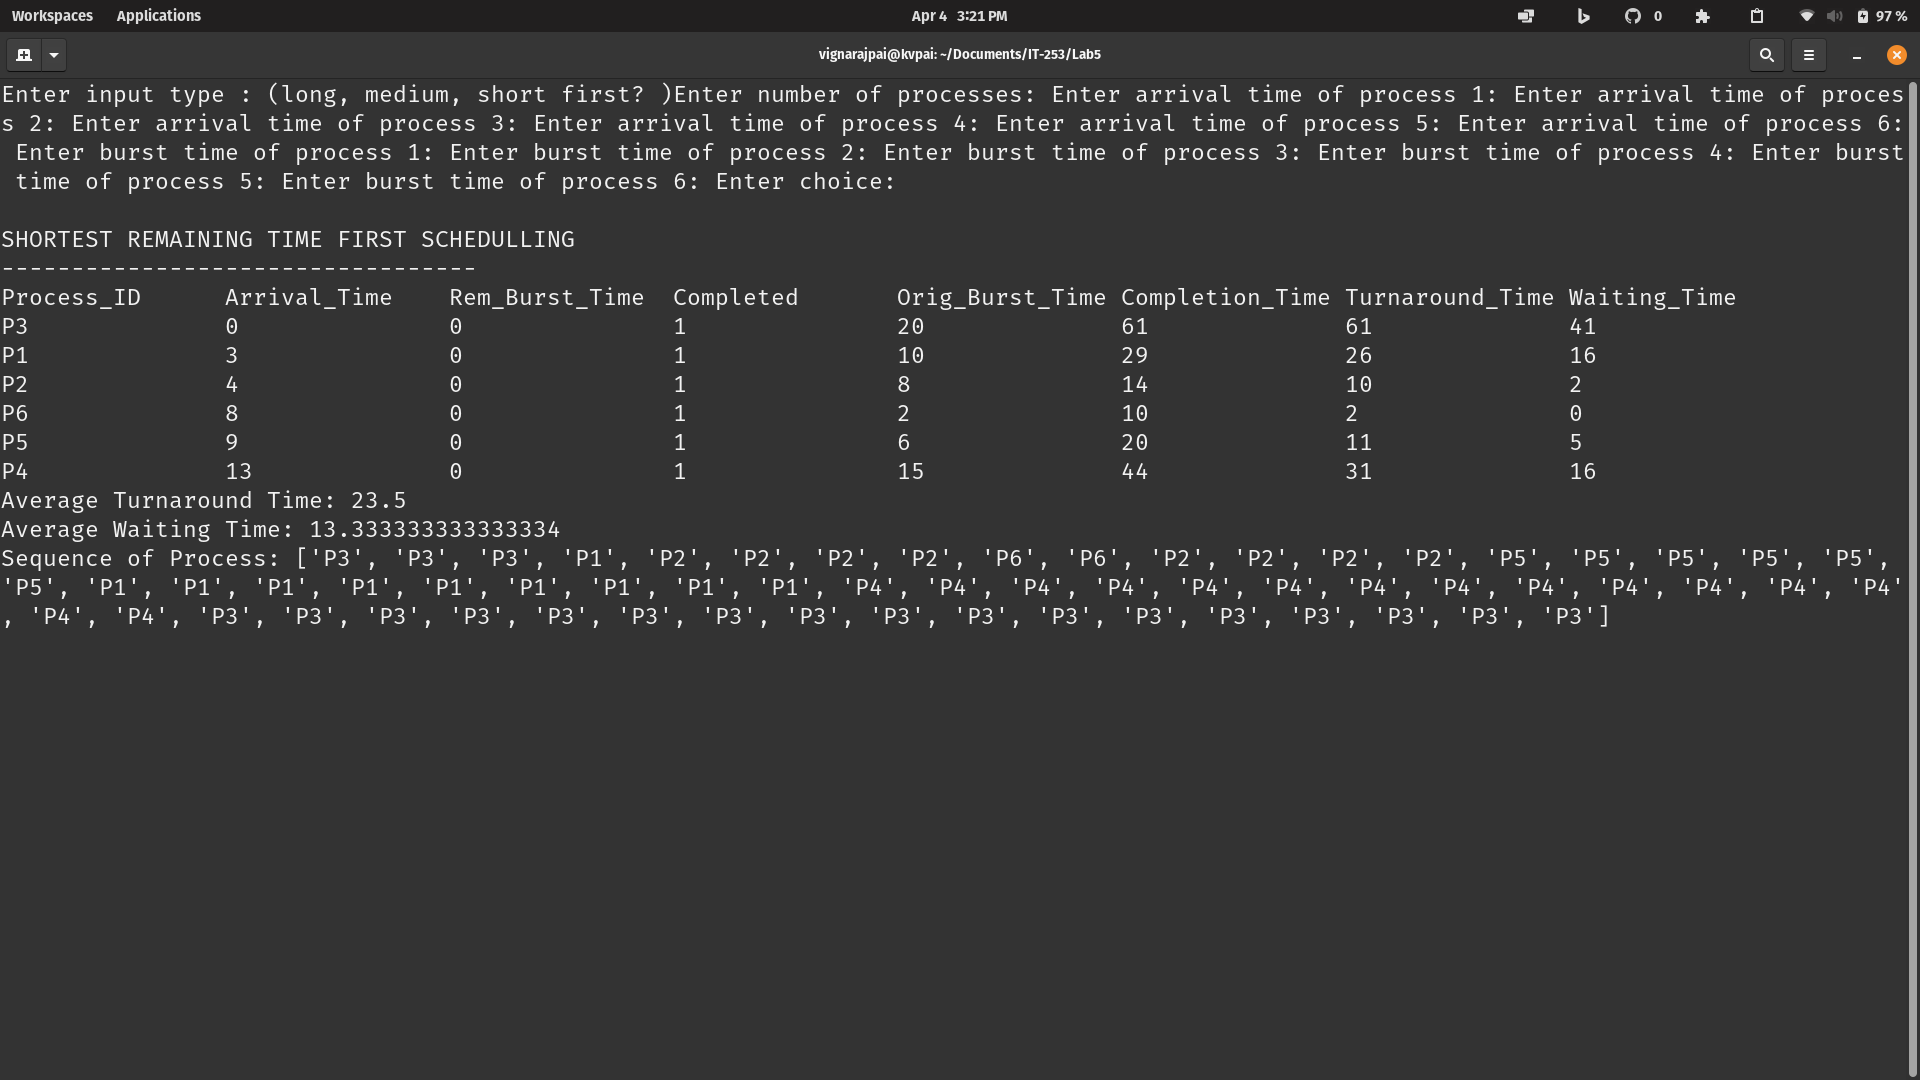 Workspaces Applications Apr 4 3:21 PM 0 97 %
vignarajpai@kvpai: ~/Documents/IT-253/Lab5
Enter input type : (long, medium, short first? )Enter number of processes: Enter arrival time of process 1: Enter arrival time of proces
s 2: Enter arrival time of process 3: Enter arrival time of process 4: Enter arrival time of process 5: Enter arrival time of process 6:
Enter burst time of process 1: Enter burst time of process 2: Enter burst time of process 3: Enter burst time of process 4: Enter burst
time of process 5: Enter burst time of process 6: Enter choice:
SHORTEST REMAINING TIME FIRST SCHEDULLING
----------------------------------
Process_ID Arrival_Time Rem_Burst_Time Completed Orig_Burst_Time Completion_Time Turnaround_Time Waiting_Time
P3 0 0 1 20 61 61 41
P1 3 0 1 10 29 26 16
P2 4 0 1 8 14 10 2
P6 8 0 1 2 10 2 0
P5 9 0 1 6 20 11 5
P4 13 0 1 15 44 31 16
Average Turnaround Time: 23.5
Average Waiting Time: 13.333333333333334
Sequence of Process: ['P3', 'P3', 'P3', 'P1', 'P2', 'P2', 'P2', 'P2', 'P6', 'P6', 'P2', 'P2', 'P2', 'P2', 'P5', 'P5', 'P5', 'P5', 'P5',
'P5', 'P1', 'P1', 'P1', 'P1', 'P1', 'P1', 'P1', 'P1', 'P1', 'P4', 'P4', 'P4', 'P4', 'P4', 'P4', 'P4', 'P4', 'P4', 'P4', 'P4', 'P4', 'P4'
, 'P4', 'P4', 'P3', 'P3', 'P3', 'P3', 'P3', 'P3', 'P3', 'P3', 'P3', 'P3', 'P3', 'P3', 'P3', 'P3', 'P3', 'P3', 'P3']